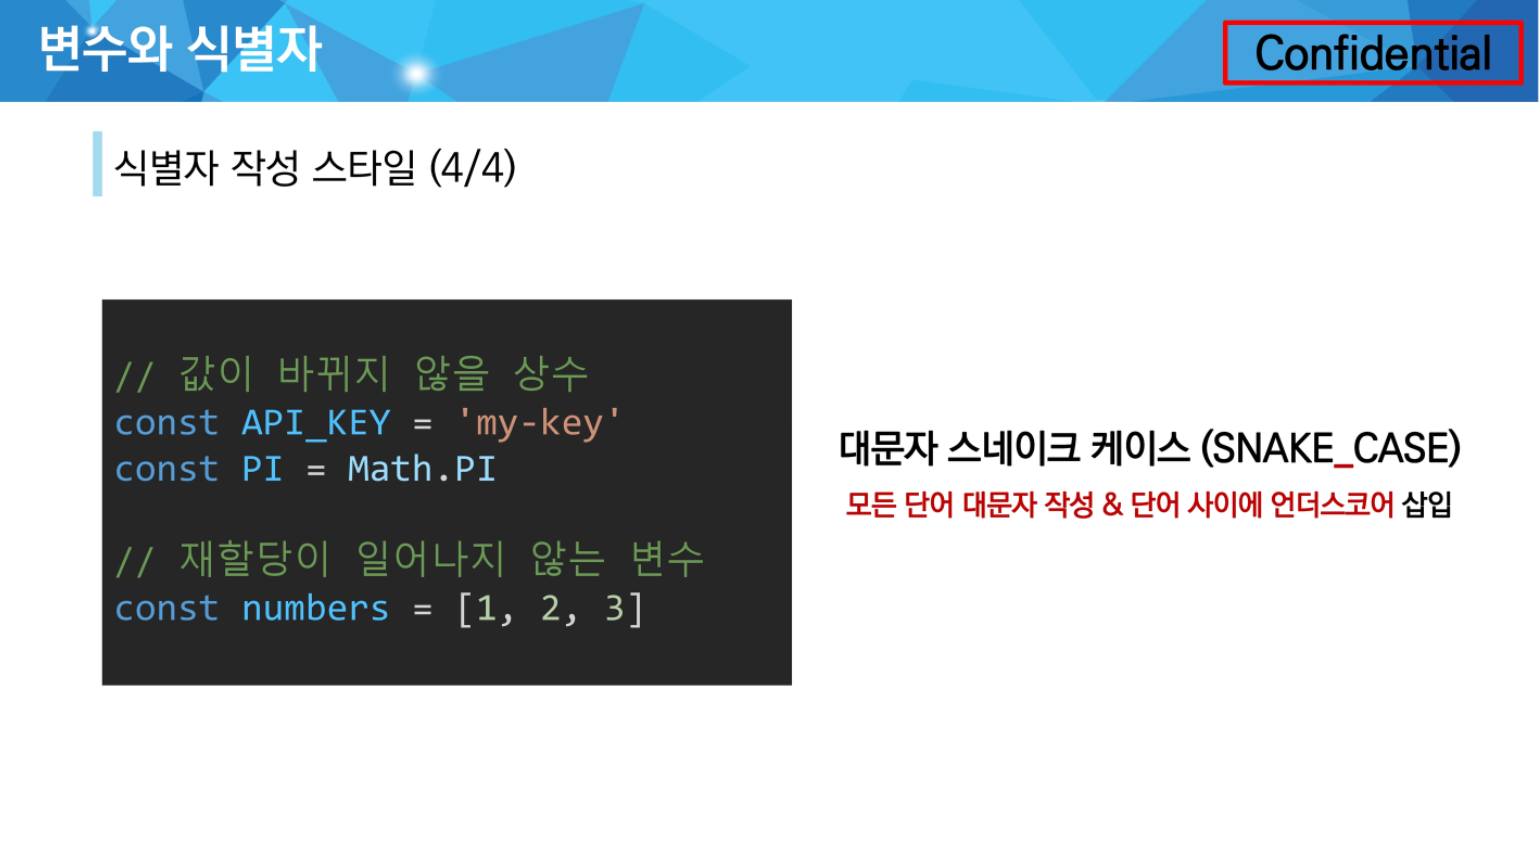 변수와 식별자
Confidential
식별자 작성 스타일 (4/4)
// 값이 바뀌지 않을 상수
const API_KEY = 'my-key'
const PI = Math.PI
// 재할당이 일어나지 않는 변수
const numbers = [1, 2, 3]
대문자 스네이크 케이스 (SNAKE_CASE)
모든 단어 대문자 작성 & 단어 사이에 언더스코어 삽입